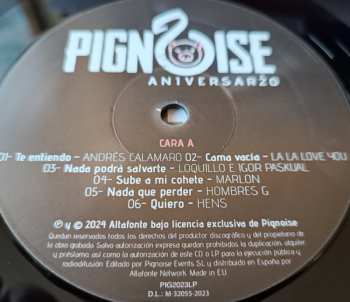 PIGNOISE
ANIVERSAR20
CARA A
01- Te entiendo - ANDRÉS CALAMARO 02- Cama vacía - LA LA LOVE YOU
03- Nada podrá salvarte - LOQUILLO E IGOR PASKUAL
04- Sube a mi cohete - MARLON
05- Nada que perder - HOMBRES G
06- Quiero - HENS
℗ y © 2024 Altafonte bajo licencia exclusiva de Pignoise
Quedan reservados todos los derechos del productor discográfico y del propietario de
la obra grabada. Salvo autorización expresa quedan prohibidos la duplicación, alquiler
y préstamo, así como la autorización de este CD o LP para la ejecución pública y
radiodifusión. Editado por Pignoise Events SL y distribuido en España por
Altafonte Network. Made in EU
PIG2023LP
D.L.: M-32055-2023